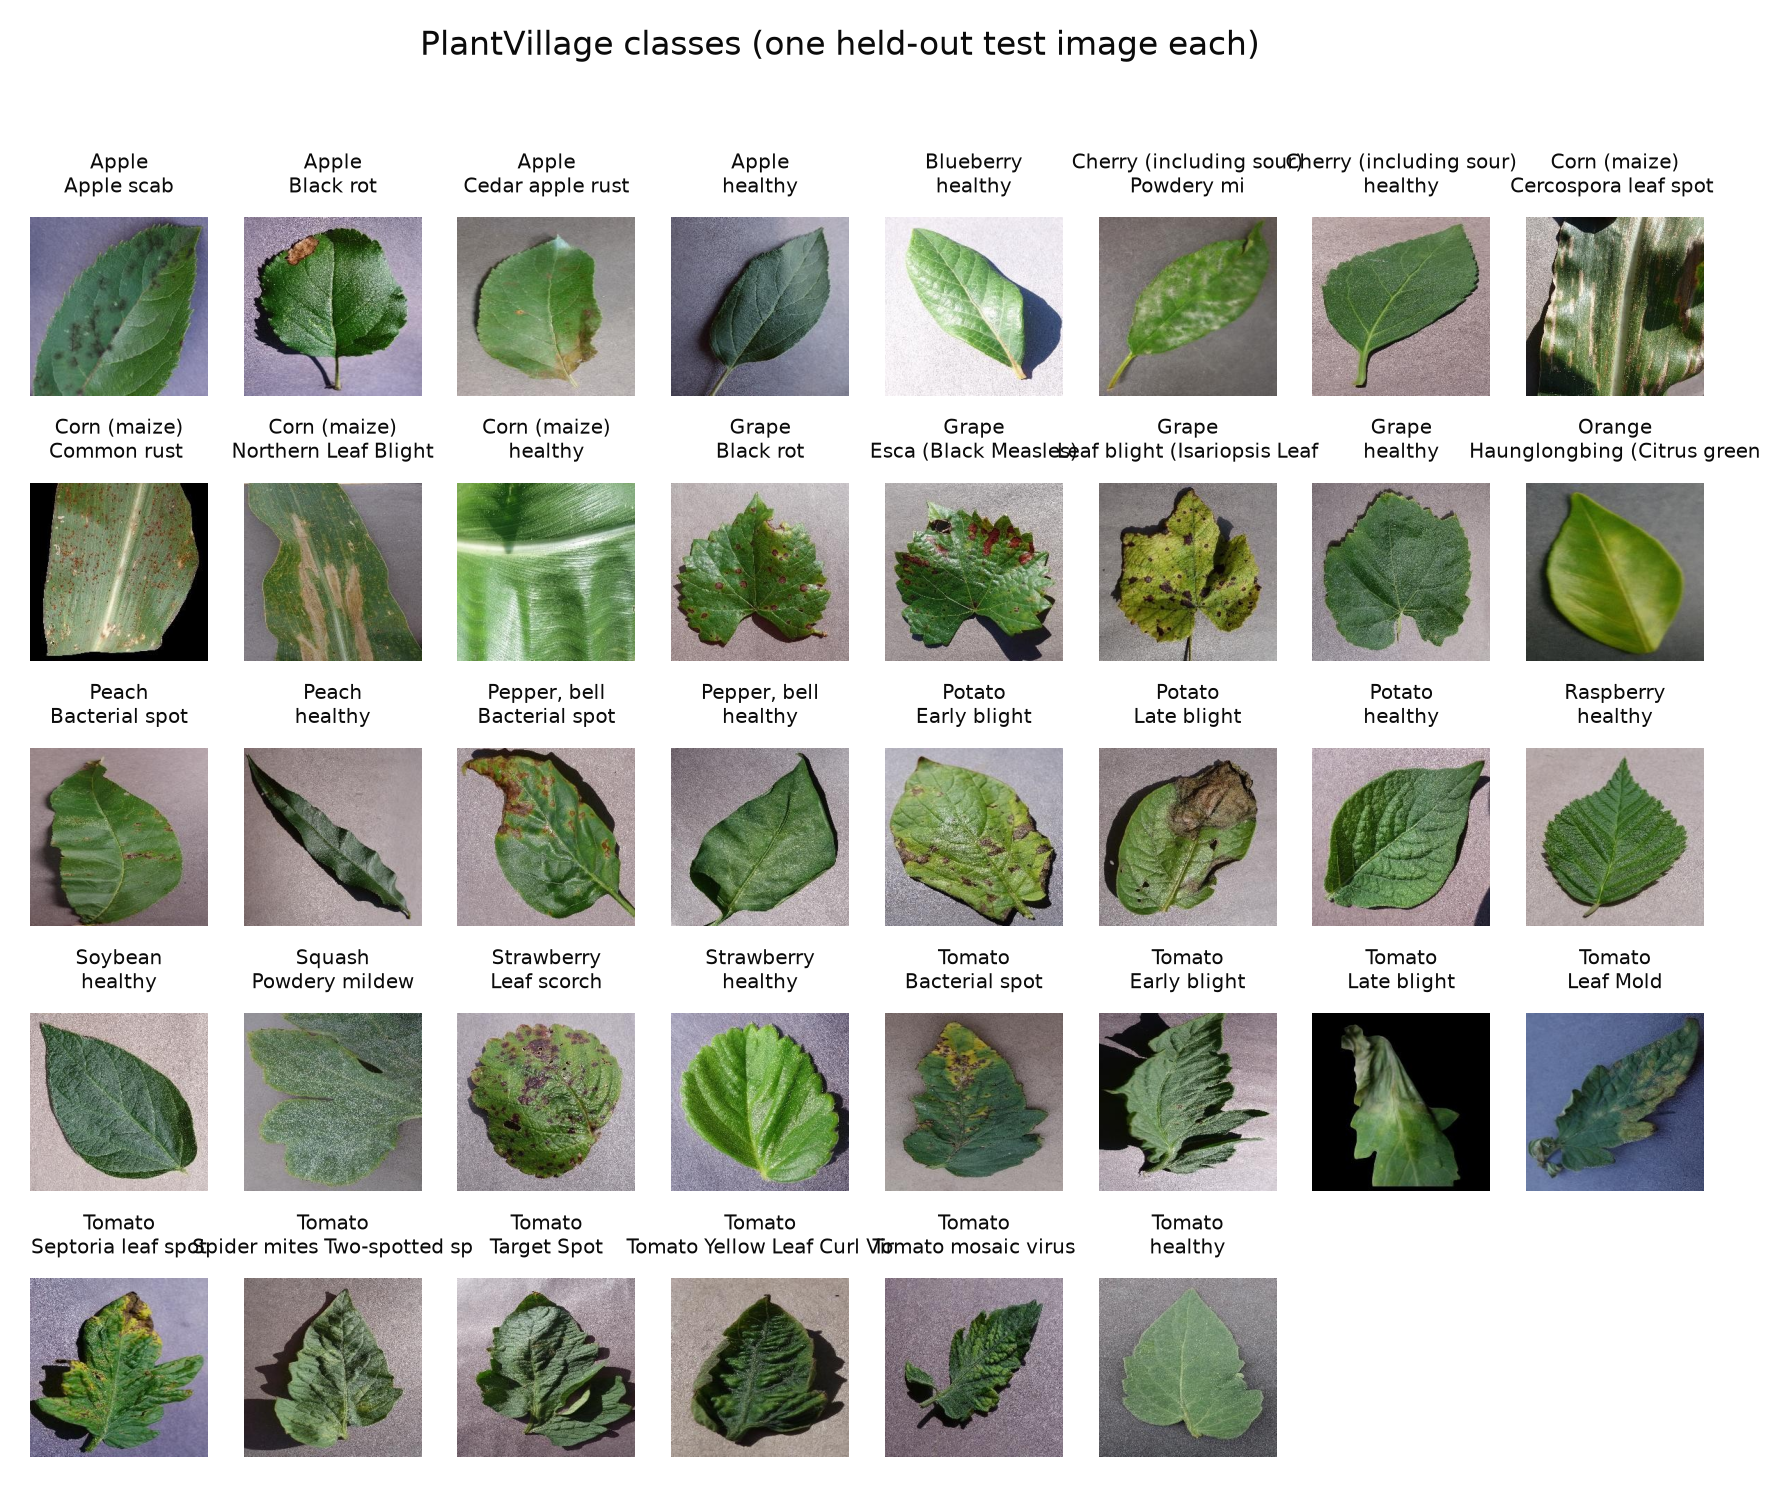 PlantVillage classes (one held-out test image each)
Apple
Apple scab
Apple
Black rot
Apple
Cedar apple rust
Apple
healthy
Blueberry
healthy
Cherry (including sour)
Powdery mi
Cherry (including sour)
healthy
Corn (maize)
Cercospora leaf spot
Corn (maize)
Common rust
Corn (maize)
Northern Leaf Blight
Corn (maize)
healthy
Grape
Black rot
Grape
Esca (Black Measles)
Grape
Leaf blight (Isariopsis Leaf
Grape
healthy
Orange
Haunglongbing (Citrus green
Peach
Bacterial spot
Peach
healthy
Pepper, bell
Bacterial spot
Pepper, bell
healthy
Potato
Early blight
Potato
Late blight
Potato
healthy
Raspberry
healthy
Soybean
healthy
Squash
Powdery mildew
Strawberry
Leaf scorch
Strawberry
healthy
Tomato
Bacterial spot
Tomato
Early blight
Tomato
Late blight
Tomato
Leaf Mold
Tomato
Septoria leaf spot
Tomato
Spider mites Two-spotted sp
Tomato
Target Spot
Tomato
Tomato Yellow Leaf Curl Vir
Tomato
Tomato mosaic virus
Tomato
healthy